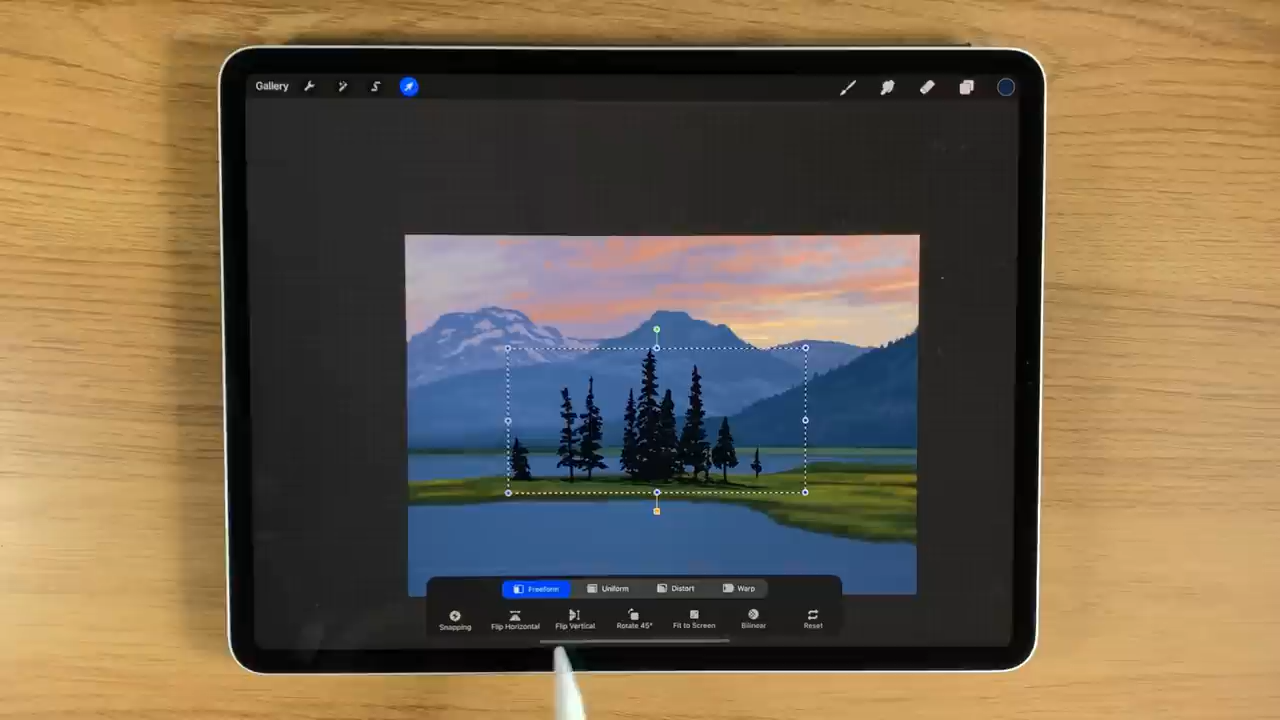 Gallery
Freeform Uniform Distort Warp
Snapping Flip Horizontal Flip Vertical Rotate 45° Fit to Screen Bilinear Reset